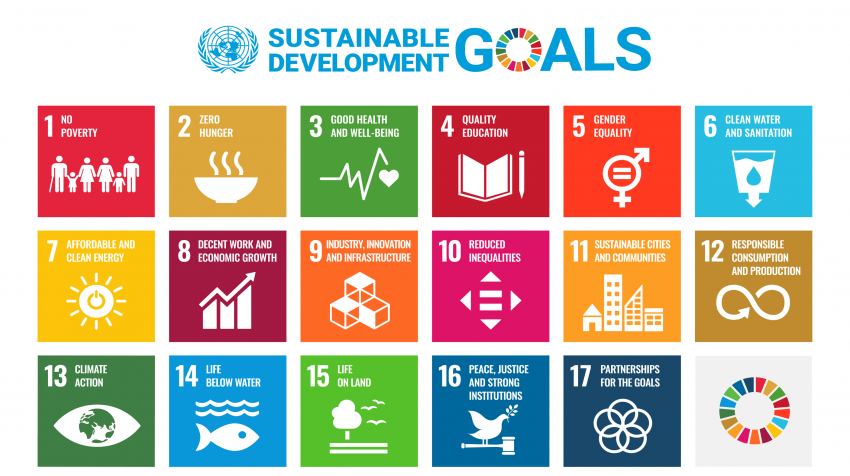 SUSTAINABLE
DEVELOPMENT
GOALS
1 NO
POVERTY
2 ZERO
HUNGER
3 GOOD HEALTH
AND WELL-BEING
4 QUALITY
EDUCATION
5 GENDER
EQUALITY
6 CLEAN WATER
AND SANITATION
7 AFFORDABLE AND
CLEAN ENERGY
8 DECENT WORK AND
ECONOMIC GROWTH
9 INDUSTRY, INNOVATION
AND INFRASTRUCTURE
10 REDUCED
INEQUALITIES
11 SUSTAINABLE CITIES
AND COMMUNITIES
12 RESPONSIBLE
CONSUMPTION
AND PRODUCTION
13 CLIMATE
ACTION
14 LIFE
BELOW WATER
15 LIFE
ON LAND
16 PEACE, JUSTICE
AND STRONG
INSTITUTIONS
17 PARTNERSHIPS
FOR THE GOALS